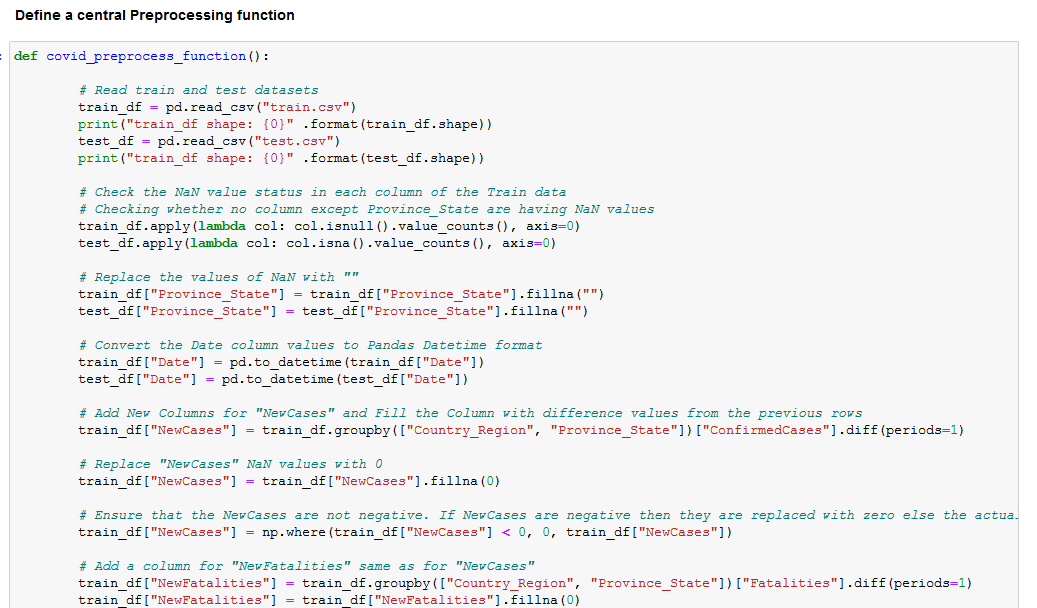 Define a central Preprocessing function
def covid_preprocess_function():
# Read train and test datasets
train_df = pd.read_csv("train.csv")
print("train_df shape: {0}" .format(train_df.shape))
test_df = pd.read_csv("test.csv")
print("train_df shape: {0}" .format(test_df.shape))
# Check the NaN value status in each column of the Train data
# Checking whether no column except Province_State are having NaN values
train_df.apply(lambda col: col.isnull().value_counts(), axis=0)
test_df.apply(lambda col: col.isna().value_counts(), axis=0)
# Replace the values of NaN with ""
train_df["Province_State"] = train_df["Province_State"].fillna("")
test_df["Province_State"] = test_df["Province_State"].fillna("")
# Convert the Date column values to Pandas Datetime format
train_df["Date"] = pd.to_datetime(train_df["Date"])
test_df["Date"] = pd.to_datetime(test_df["Date"])
# Add New Columns for "NewCases" and Fill the Column with difference values from the previous rows
train_df["NewCases"] = train_df.groupby(["Country_Region", "Province_State"])["ConfirmedCases"].diff(periods=1)
# Replace "NewCases" NaN values with 0
train_df["NewCases"] = train_df["NewCases"].fillna(0)
# Ensure that the NewCases are not negative. If NewCases are negative then they are replaced with zero else the actua
train_df["NewCases"] = np.where(train_df["NewCases"] < 0, 0, train_df["NewCases"])
# Add a column for "NewFatalities" same as for "NewCases"
train_df["NewFatalities"] = train_df.groupby(["Country_Region", "Province_State"])["Fatalities"].diff(periods=1)
train_df["NewFatalities"] = train_df["NewFatalities"].fillna(0)